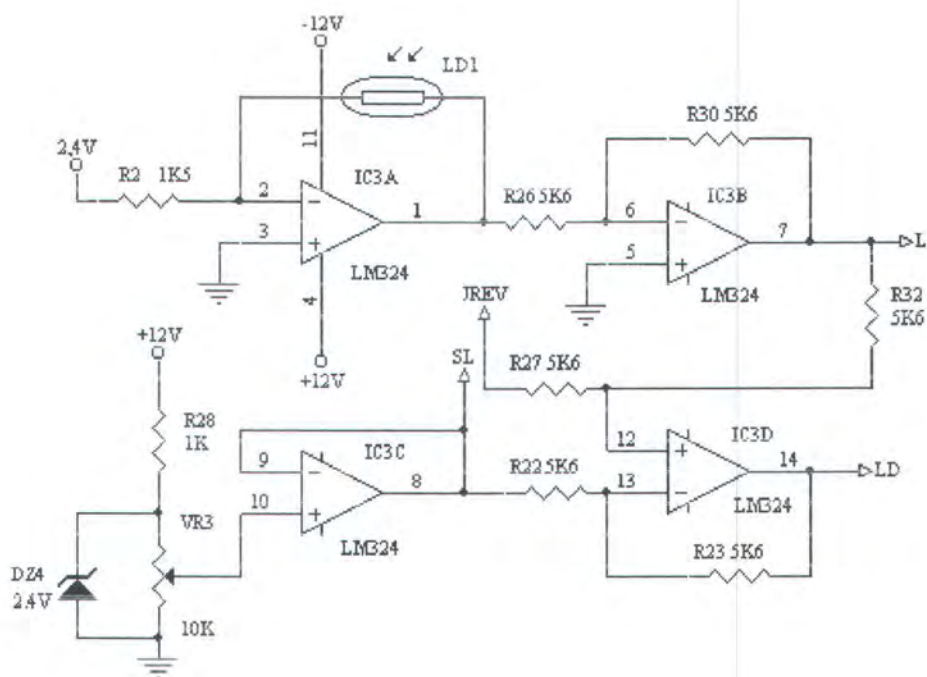 -12V
LD1
R30 5K6
2.4V
R2 1K5
11
IC3A
2
1
R26 5K6
6
IC3B
7
3
5
L
LM324
LM324
4
JREV
R32
5K6
+12V
+12V
SL
R27 5K6
R28
1K
IC3C
12
IC3D
14
9
8
R22 5K6
13
LD
10
VR3
LM324
LM324
DZ4
2.4V
R23 5K6
10K